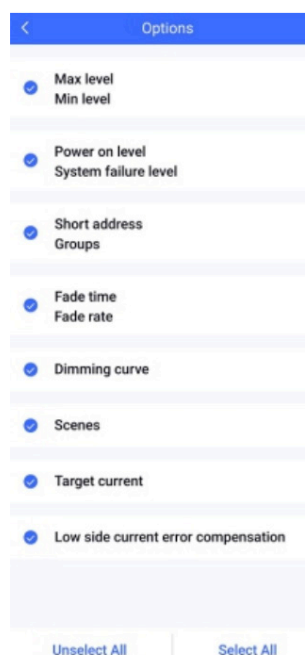 Options
Max level
Min level
Power on level
System failure level
Short address
Groups
Fade time
Fade rate
Dimming curve
Scenes
Target current
Low side current error compensation
Unselect All
Select All